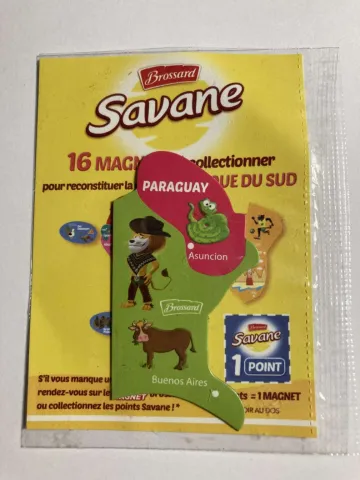 Brossard
Savane
16 MAGN collectionner
pour reconstituer la QUE DU SUD
PARAGUAY
Asuncion
Brossard
Brossard
Savane
1 POINT
Buenos Aires
S'il vous manque u
rendez-vous sur le ts = 1 MAGNET
ou collectionnez les points Savane ! *